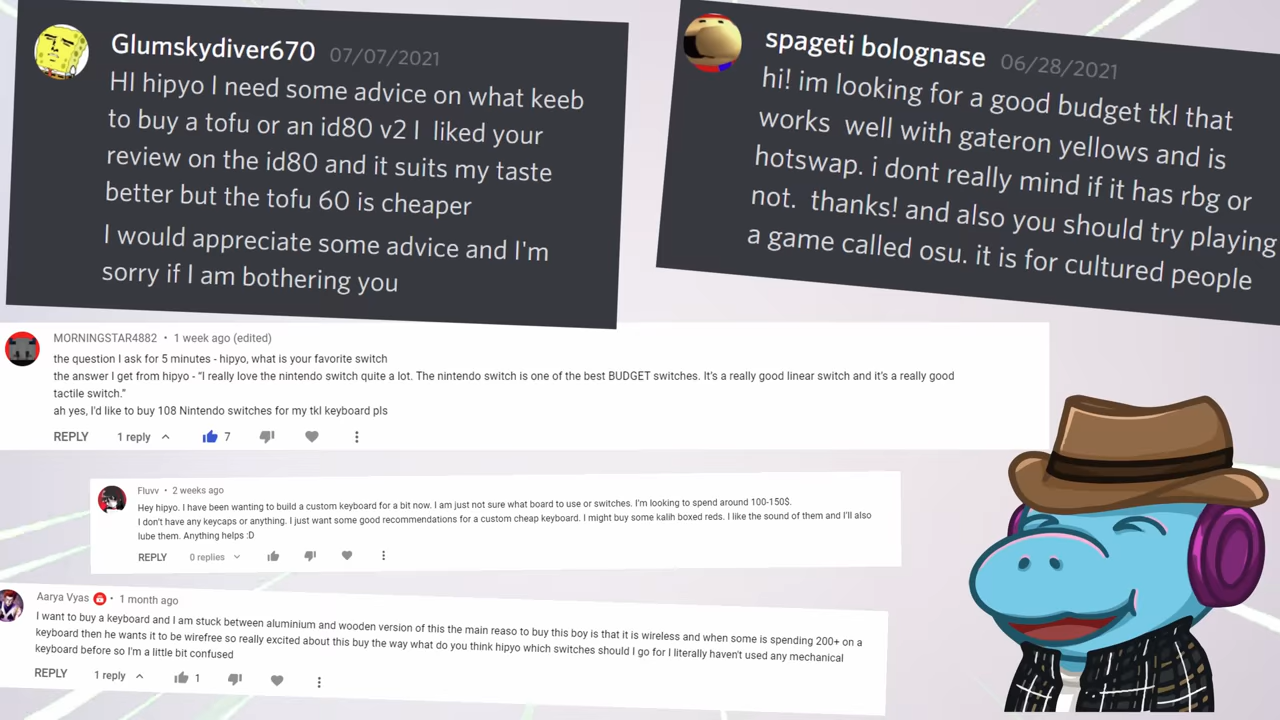 Glumskydiver670 07/07/2021
HI hipyo I need some advice on what keeb
to buy a tofu or an id80 v2 I liked your
review on the id80 and it suits my taste
better but the tofu 60 is cheaper
I would appreciate some advice and I'm
sorry if I am bothering you
spageti bolognase 06/28/2021
hi! im looking for a good budget tkl that
works well with gateron yellows and is
hotswap. i dont really mind if it has rbg or
not. thanks! and also you should try playing
a game called osu. it is for cultured people
MORNINGSTAR4882 • 1 week ago (edited)
the question I ask for 5 minutes - hipyo, what is your favorite switch
the answer I get from hipyo - "I really love the nintendo switch quite a lot. The nintendo switch is one of the best BUDGET switches. It's a really good linear switch and it's a really good
tactile switch."
ah yes, I'd like to buy 108 Nintendo switches for my tkl keyboard pls
REPLY 1 reply 7
Fluvv • 2 weeks ago
Hey hipyo. I have been wanting to build a custom keyboard for a bit now. I am just not sure what board to use or switches. I'm looking to spend around 100-150$.
I don't have any keycaps or anything. I just want some good recommendations for a custom cheap keyboard. I might buy some kalih boxed reds. I like the sound of them and I'll also
lube them. Anything helps :D
REPLY 0 replies
Aarya Vyas • 1 month ago
I want to buy a keyboard and I am stuck between aluminium and wooden version of this the main reaso to buy this boy is that it is wireless and when some is spending 200+ on a
keyboard then he wants it to be wirefree so really excited about this buy the way what do you think hipyo which switches should I go for I literally haven't used any mechanical
keyboard before so I'm a little bit confused
REPLY 1 reply 1